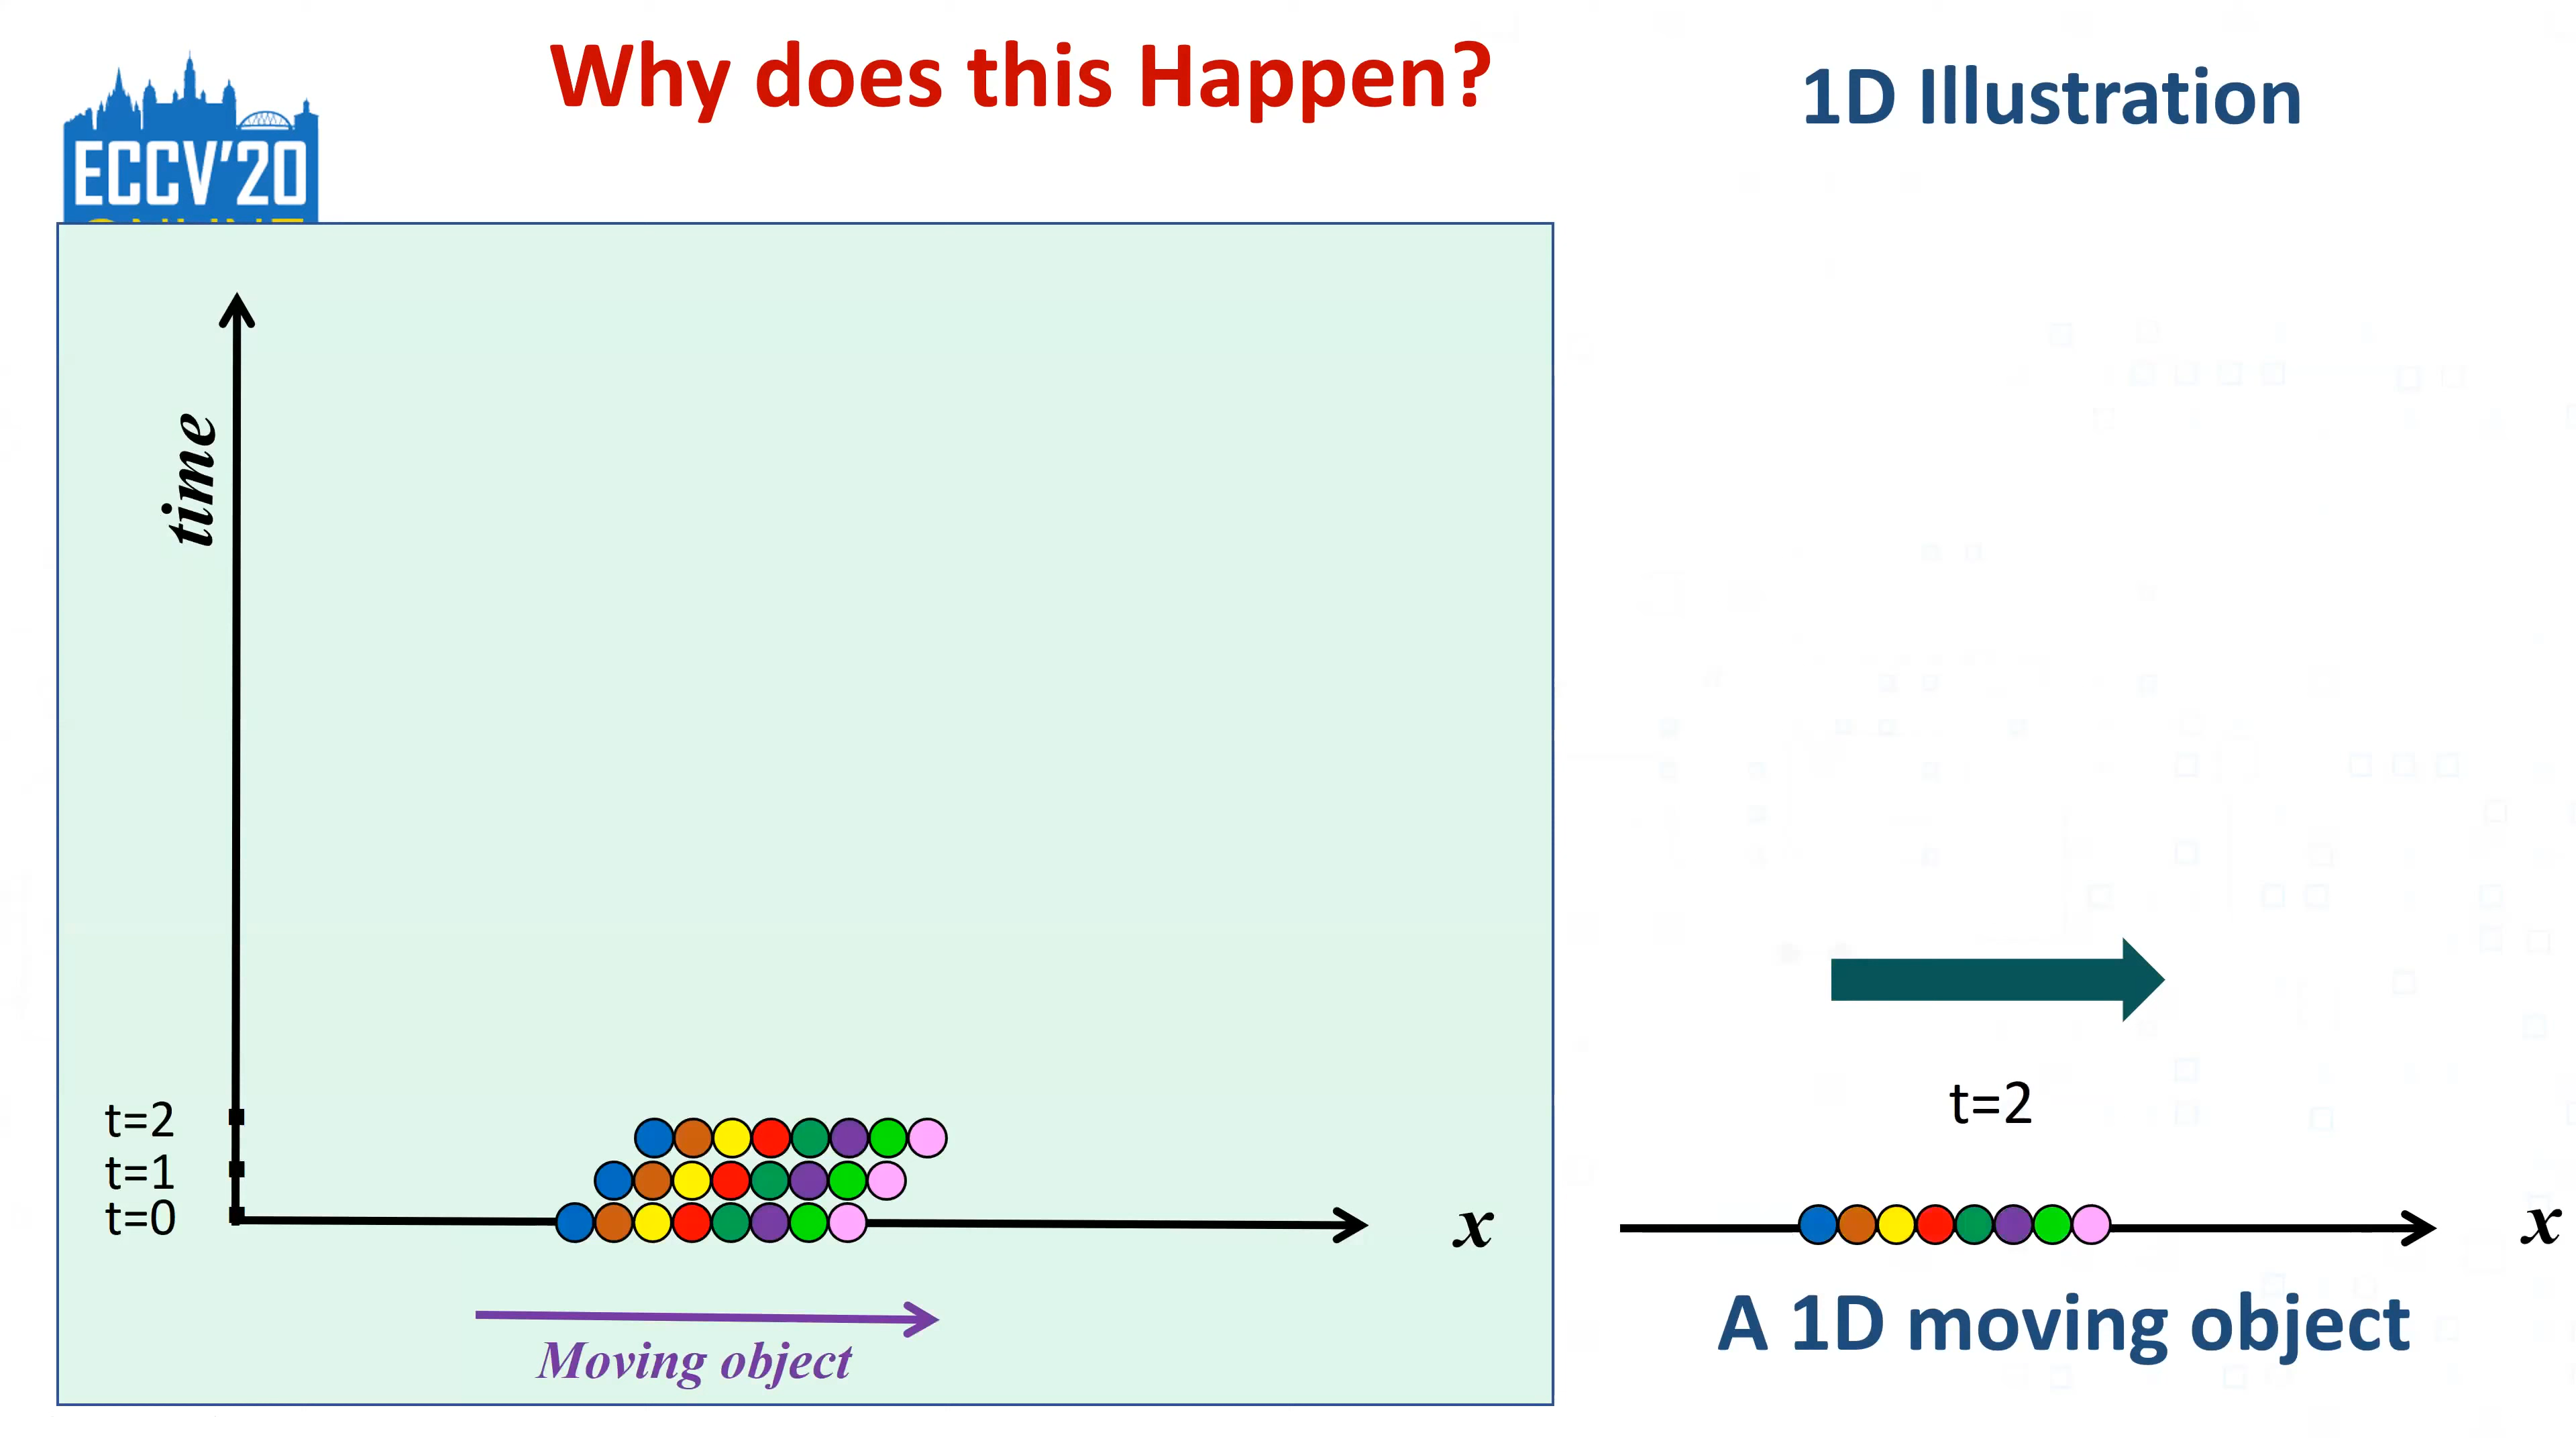 Why does this Happen?
1D Illustration
ECCV'20
time
t=2
t=1
t=0
x
Moving object
t=2
x
A 1D moving object